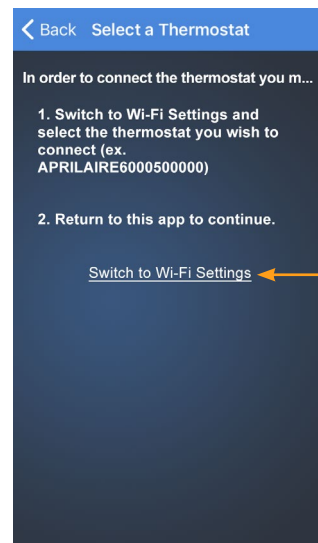 Back Select a Thermostat
In order to connect the thermostat you m...
1. Switch to Wi-Fi Settings and
select the thermostat you wish to
connect (ex.
APRILAIRE6000500000)
2. Return to this app to continue.
Switch to Wi-Fi Settings